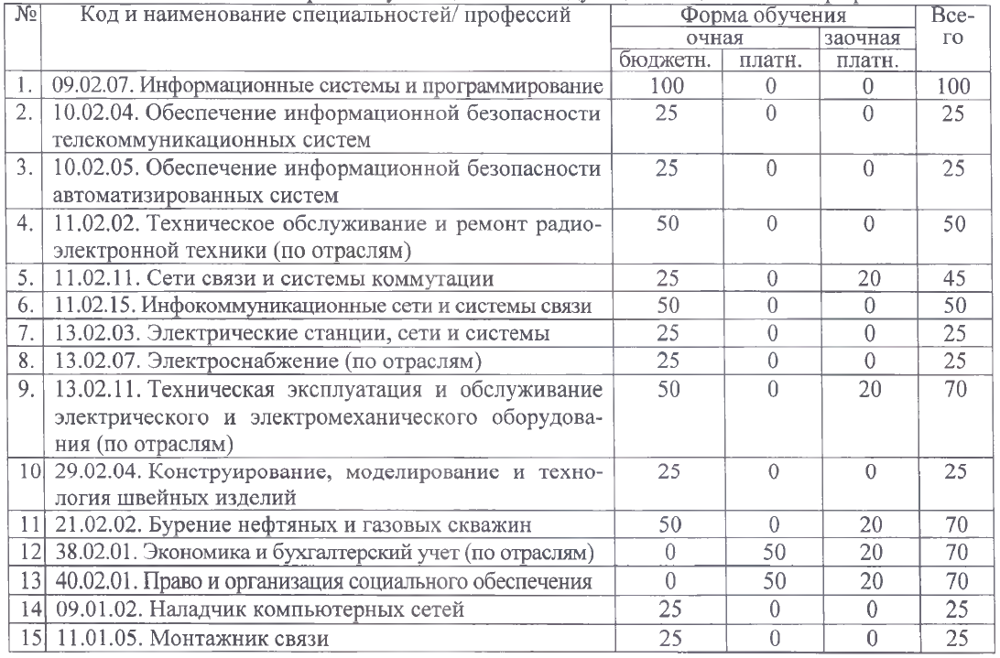 № Код и наименование специальностей/ профессий Форма обучения Все-
очная заочная го
бюджетн. платн. платн.
1. 09.02.07. Информационные системы и программирование 100 0 0 100
2. 10.02.04. Обеспечение информационной безопасности 25 0 0 25
телекоммуникационных систем
3. 10.02.05. Обеспечение информационной безопасности 25 0 0 25
автоматизированных систем
4. 11.02.02. Техническое обслуживание и ремонт радио- 50 0 0 50
электронной техники (по отраслям)
5. 11.02.11. Сети связи и системы коммутации 25 0 20 45
6. 11.02.15. Инфокоммуникационные сети и системы связи 50 0 0 50
7. 13.02.03. Электрические станции, сети и системы 25 0 0 25
8. 13.02.07. Электроснабжение (по отраслям) 25 0 0 25
9. 13.02.11. Техническая эксплуатация и обслуживание 50 0 20 70
электрического и электромеханического оборудова-
ния (по отраслям)
10 29.02.04. Конструирование, моделирование и техно- 25 0 0 25
логия швейных изделий
11 21.02.02. Бурение нефтяных и газовых скважин 50 0 20 70
12 38.02.01. Экономика и бухгалтерский учет (по отраслям) 0 50 20 70
13 40.02.01. Право и организация социального обеспечения 0 50 20 70
14 09.01.02. Наладчик компьютерных сетей 25 0 0 25
15 11.01.05. Монтажник связи 25 0 0 25